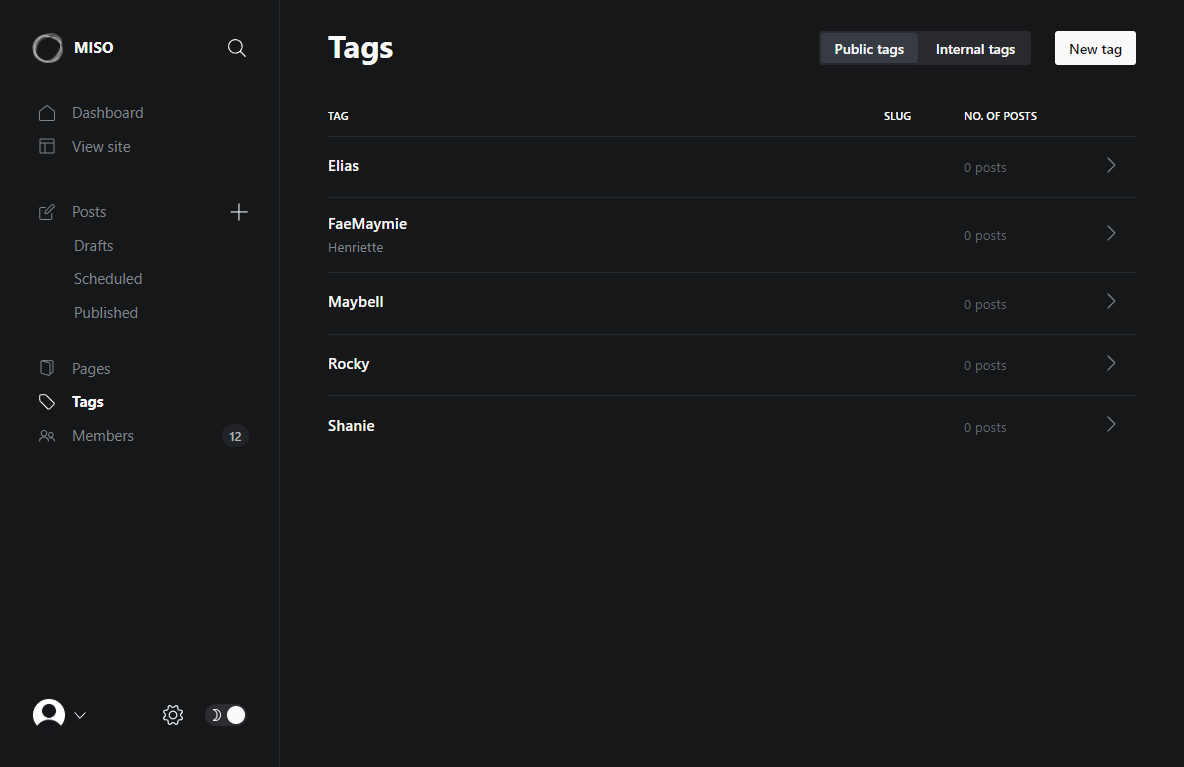 MISO
Dashboard
View site
Posts
Drafts
Scheduled
Published
Pages
Tags
Members 12
Tags
Public tags Internal tags New tag
TAG SLUG NO. OF POSTS
Elias 0 posts
FaeMaymie
Henriette 0 posts
Maybell 0 posts
Rocky 0 posts
Shanie 0 posts